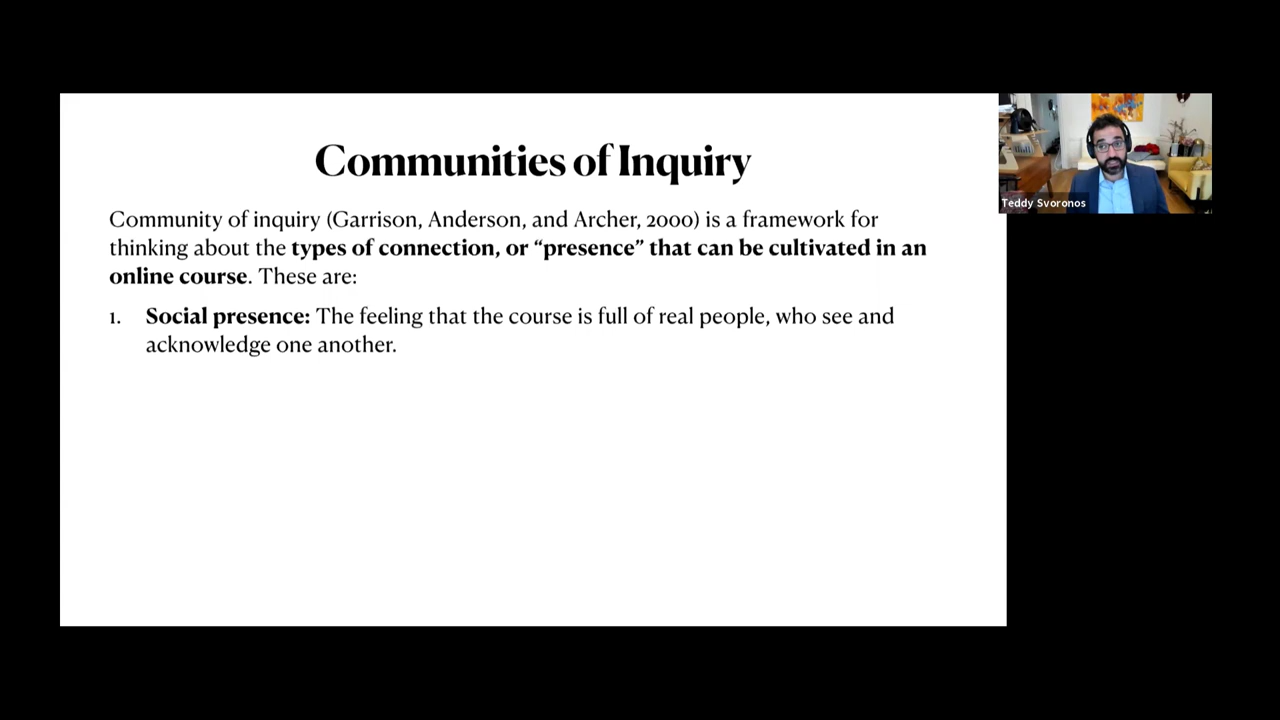 Communities of Inquiry
Community of inquiry (Garrison, Anderson, and Archer, 2000) is a framework for
thinking about the types of connection, or “presence” that can be cultivated in an
online course. These are:
1. Social presence: The feeling that the course is full of real people, who see and
acknowledge one another.
Teddy Svoronos